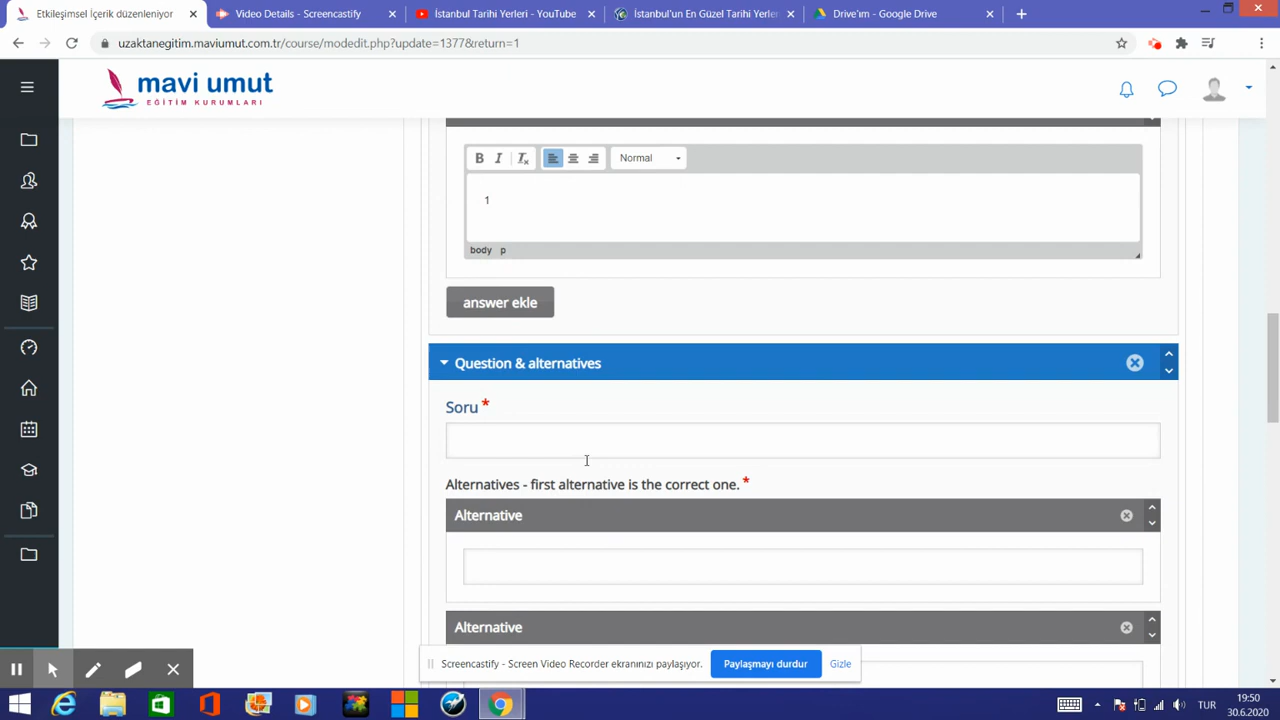 Etkileşimsel İçerik düzenleniyor
Video Details - Screencastify
İstanbul Tarihi Yerleri - YouTube
İstanbul'un En Güzel Tarihi Yerler
Drive'ım - Google Drive
uzaktanegitim.maviumut.com.tr/course/modedit.php?update=1377&return=1
mavi umut
EĞİTİM KURUMLARI
B I Tx Normal
1
body p
answer ekle
Question & alternatives
Soru *
Alternatives - first alternative is the correct one. *
Alternative
Alternative
Screencastify - Screen Video Recorder ekranınızı paylaşıyor. Paylaşmayı durdur Gizle
TUR
19:50
30.6.2020